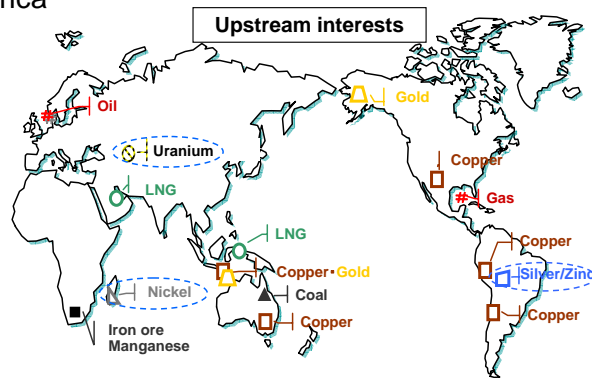 rica
Upstream interests
Oil
Gold
Uranium
Copper
LNG
Gas
LNG
Copper
Copper・Gold
Silver/Zinc
Nickel
Coal
Copper
Copper
Iron ore
Manganese